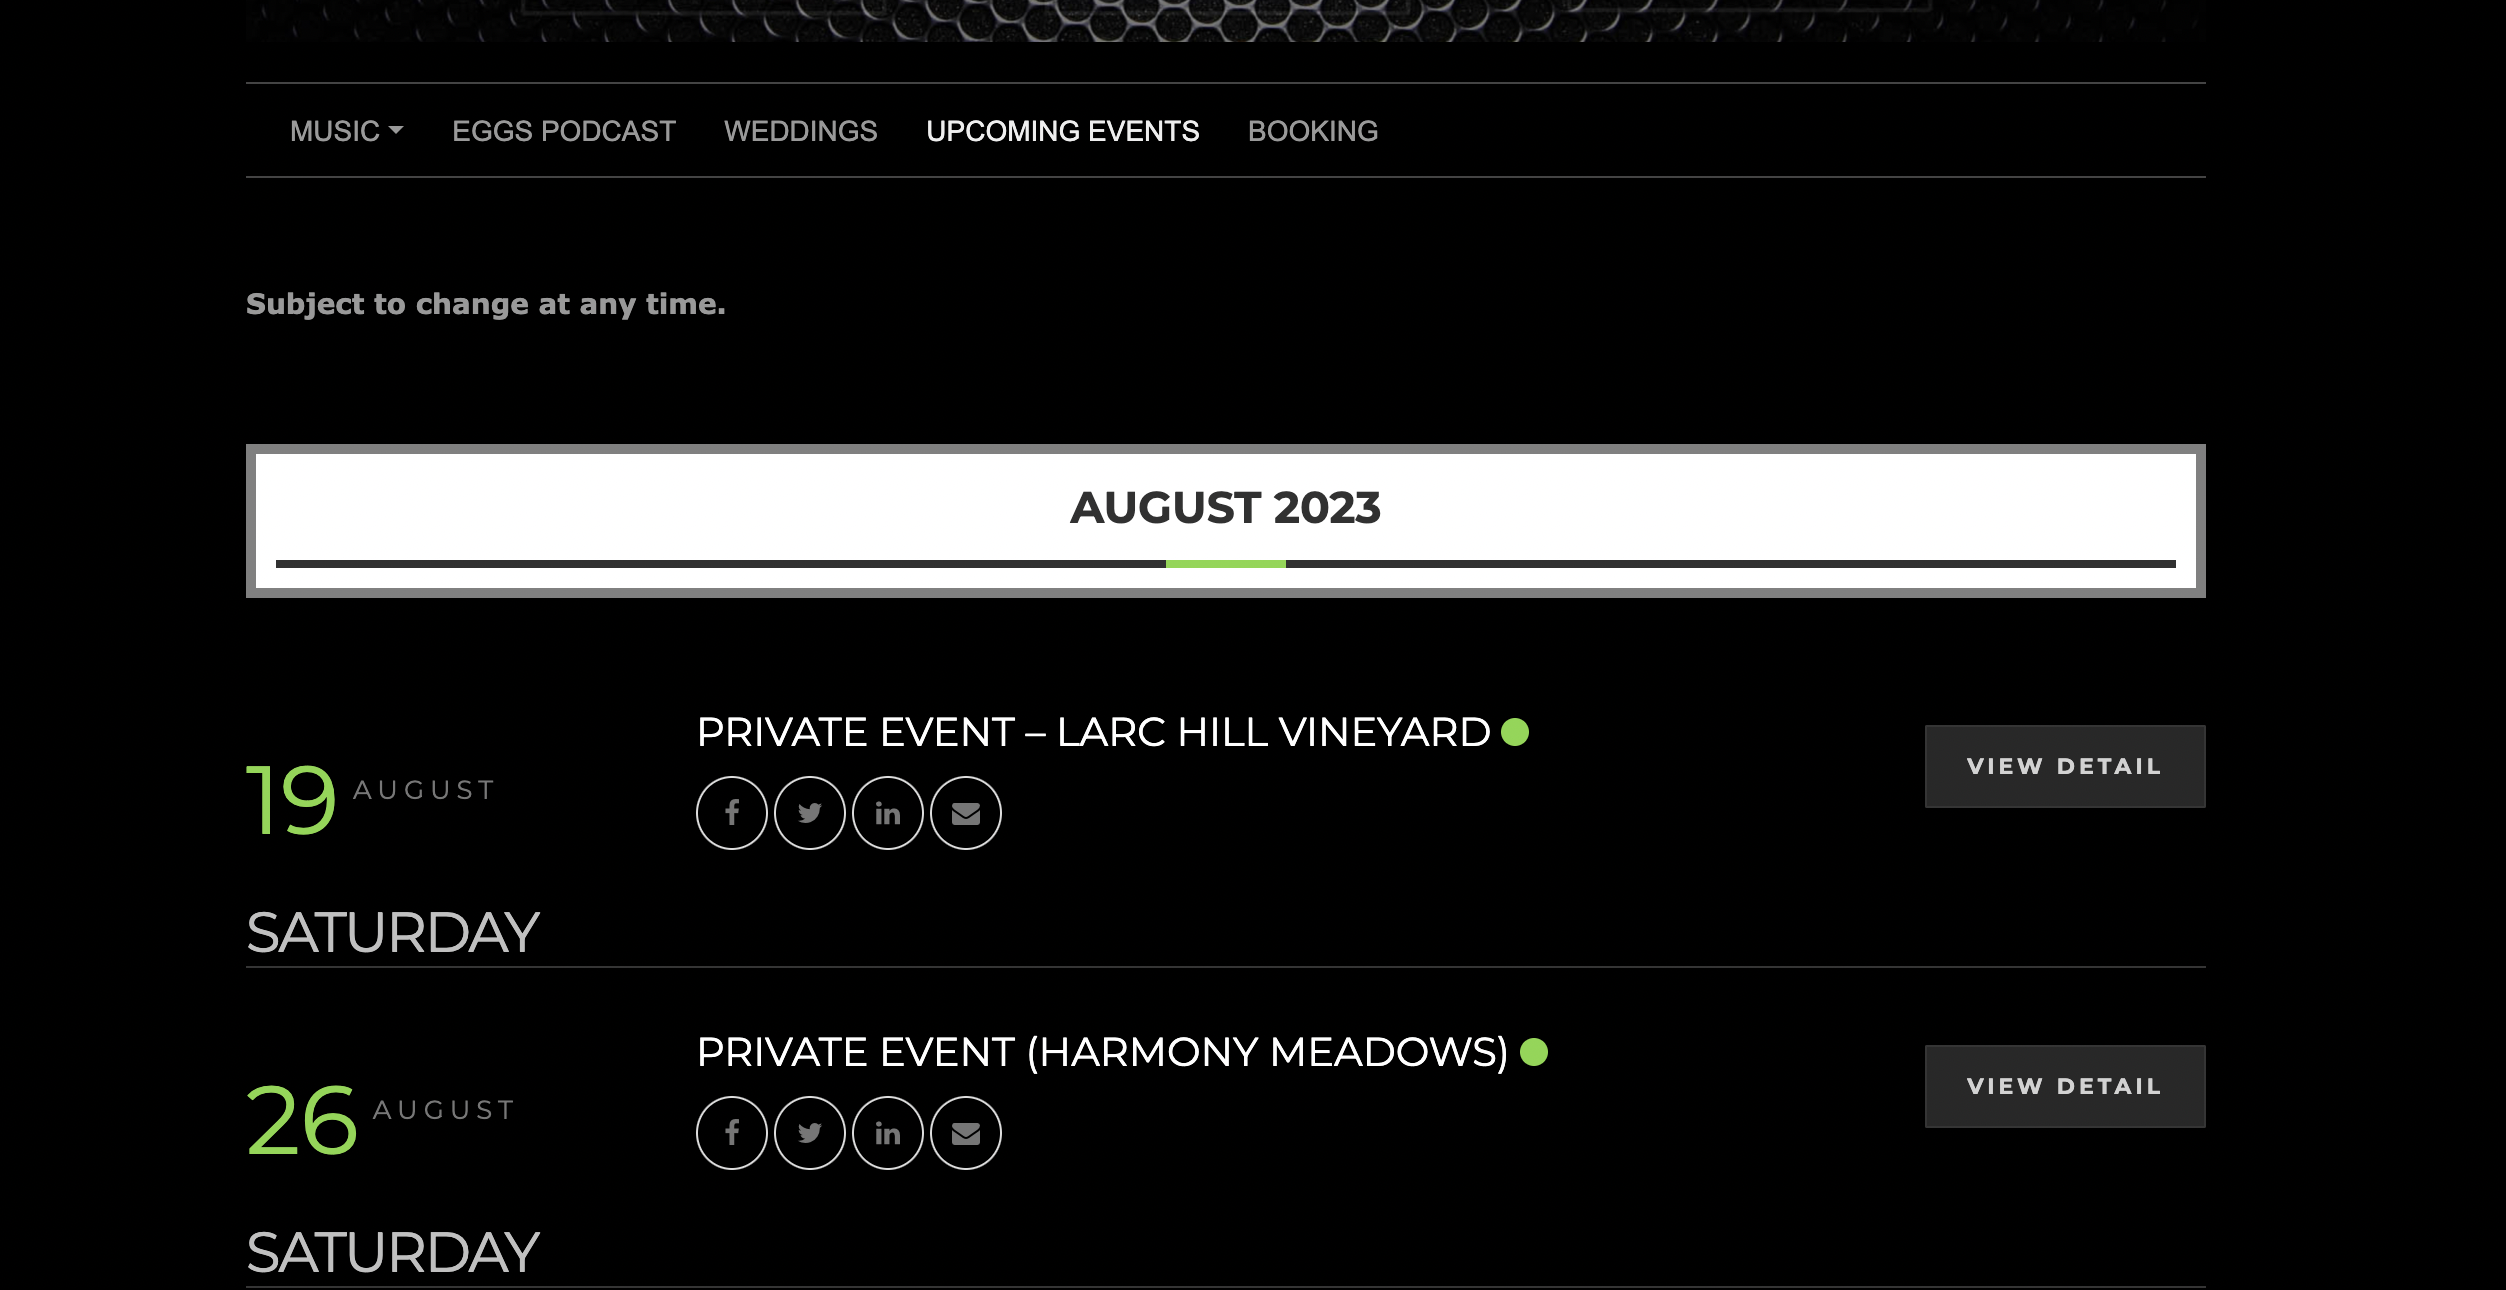 MUSIC
EGGS PODCAST
WEDDINGS
UPCOMING EVENTS
BOOKING
Subject to change at any time.
AUGUST 2023
19 AUGUST
SATURDAY
PRIVATE EVENT – LARC HILL VINEYARD
VIEW DETAIL
26 AUGUST
SATURDAY
PRIVATE EVENT (HARMONY MEADOWS)
VIEW DETAIL